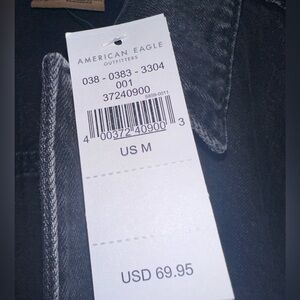 AMERICAN EAGLE
OUTFITTERS
038 - 0383 - 3304
001
37240900
4 00372 40900 3
US M
USD 69.95